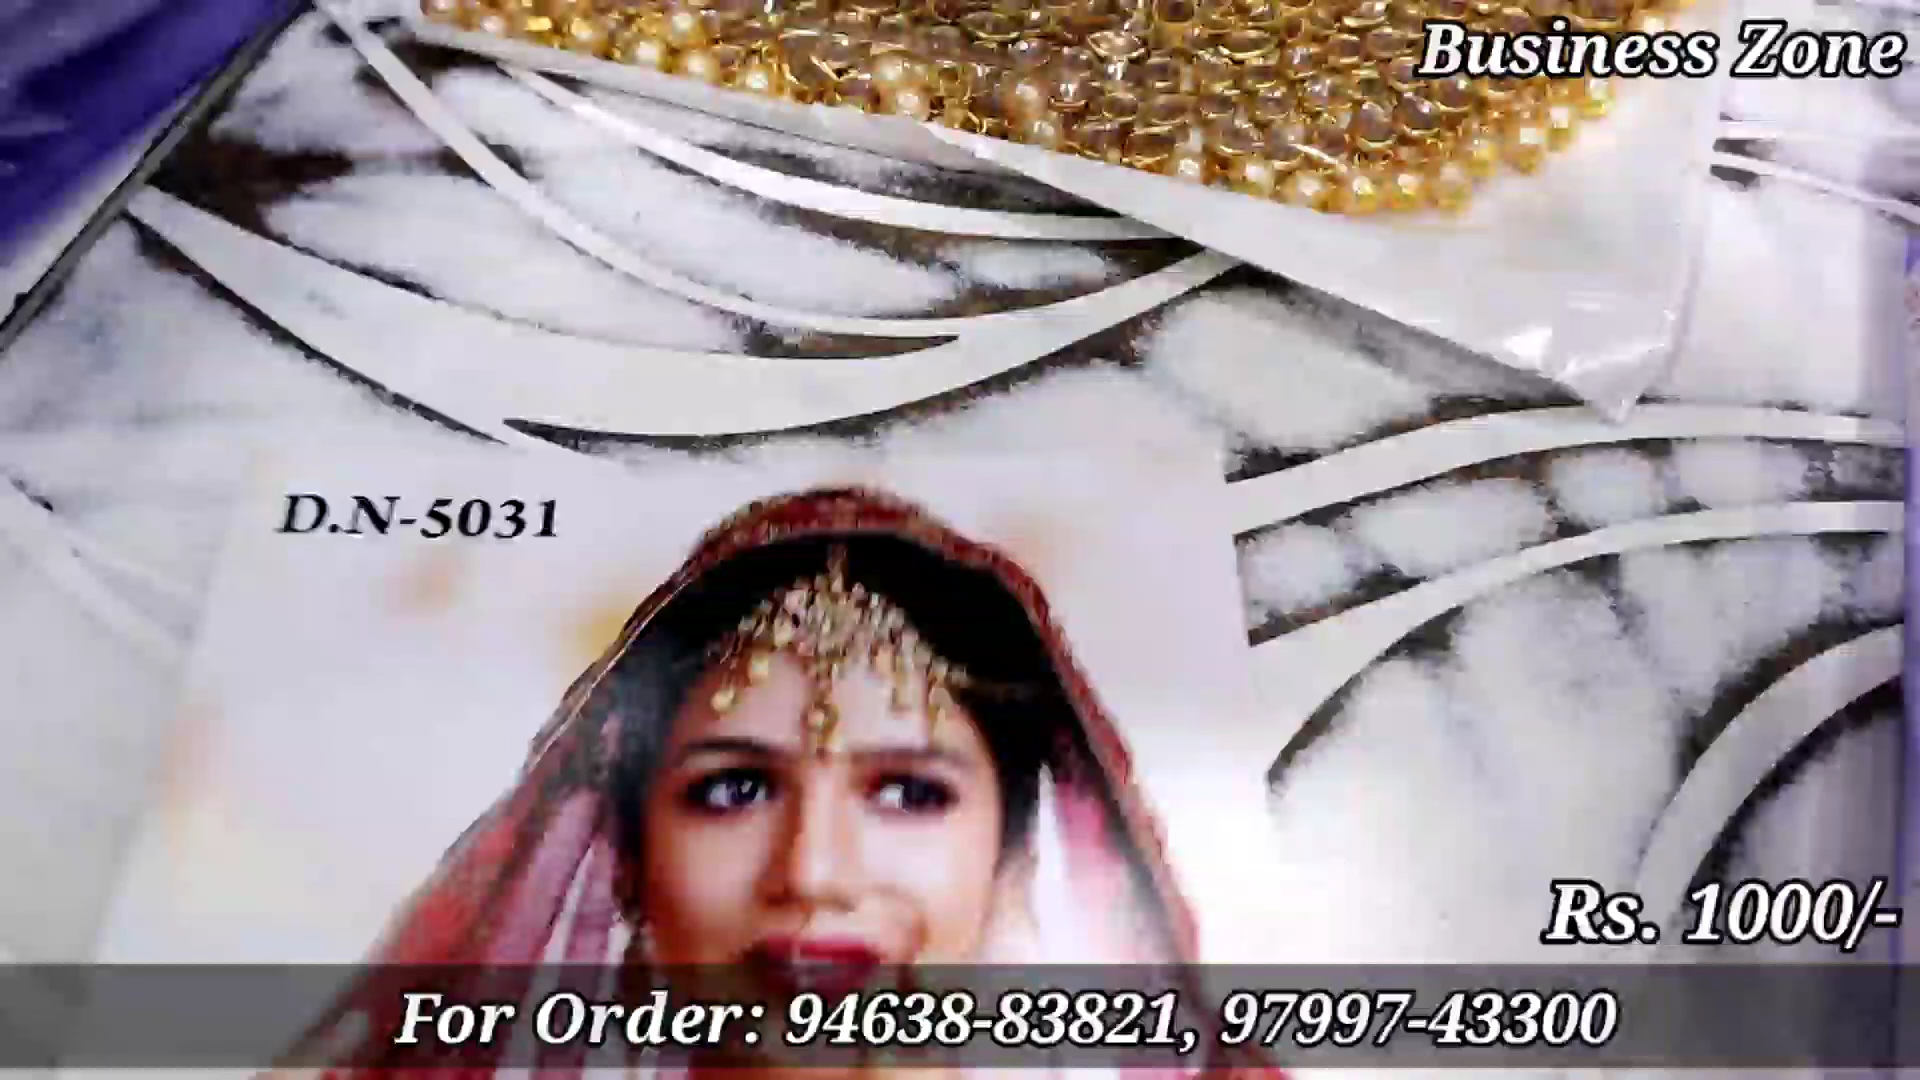 Business Zone
D.N-5031
Rs. 1000/-
For Order: 94638-83821, 97997-43300